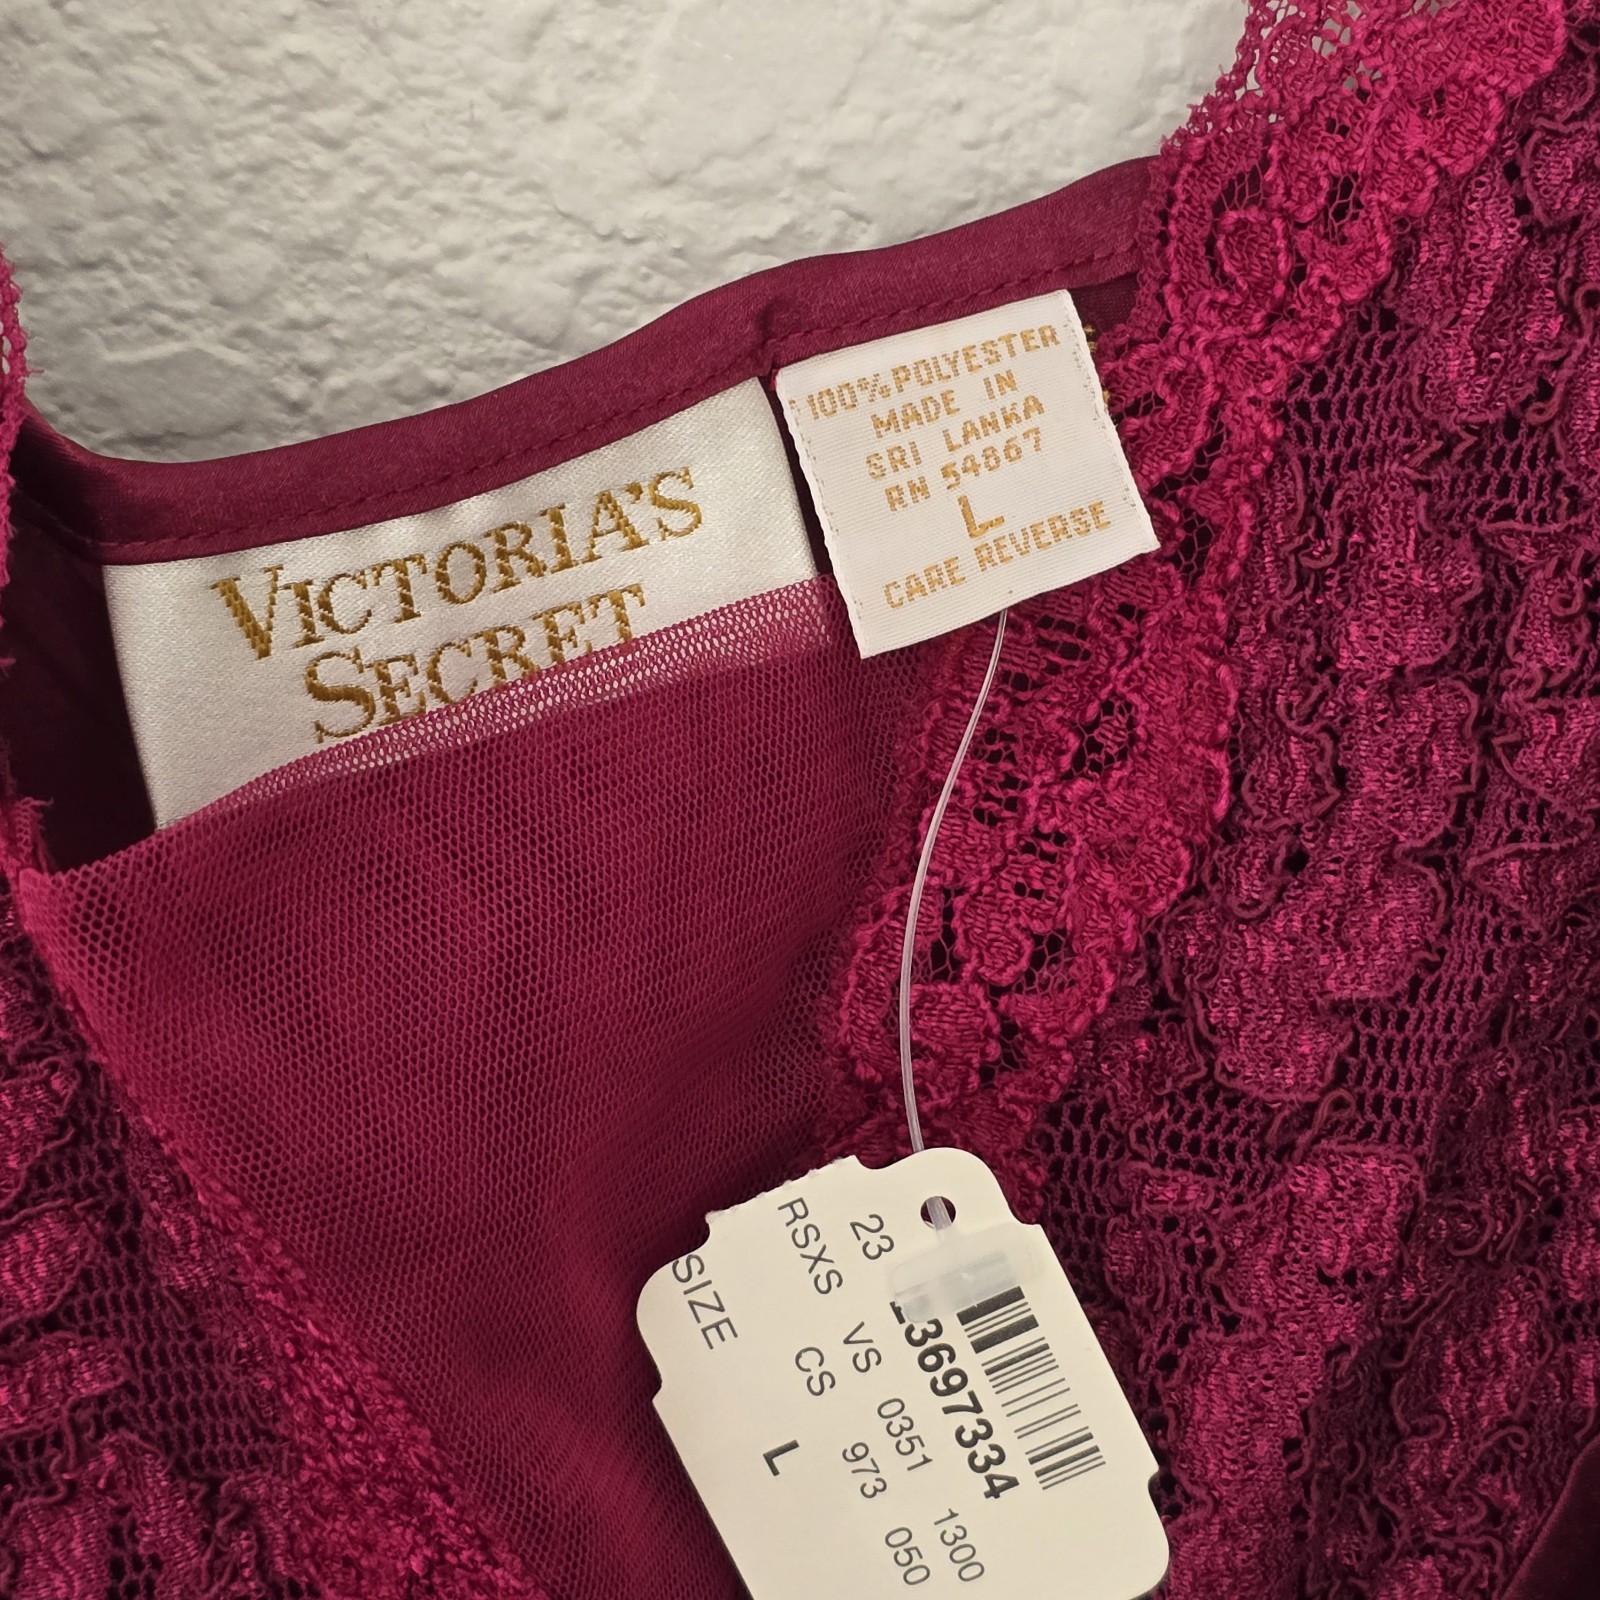 VICTORIA'S
SECRET
100% POLYESTER
MADE IN
SRI LANKA
RN 54867
L
CARE REVERSE
23697334
23 VS 0351 1300
RSXS CS 973 050
SIZE L